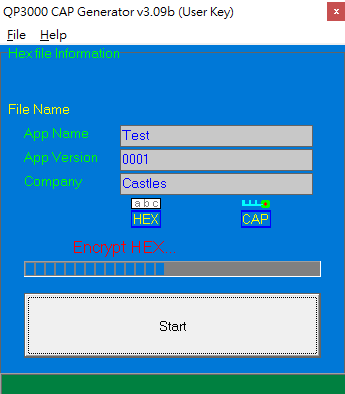 QP3000 CAP Generator v3.09b (User Key)
x
File Help
Hex file Information
File Name
App Name Test
App Version 0001
Company Castles
a b c
HEX CAP
Encrypt HEX...
Start